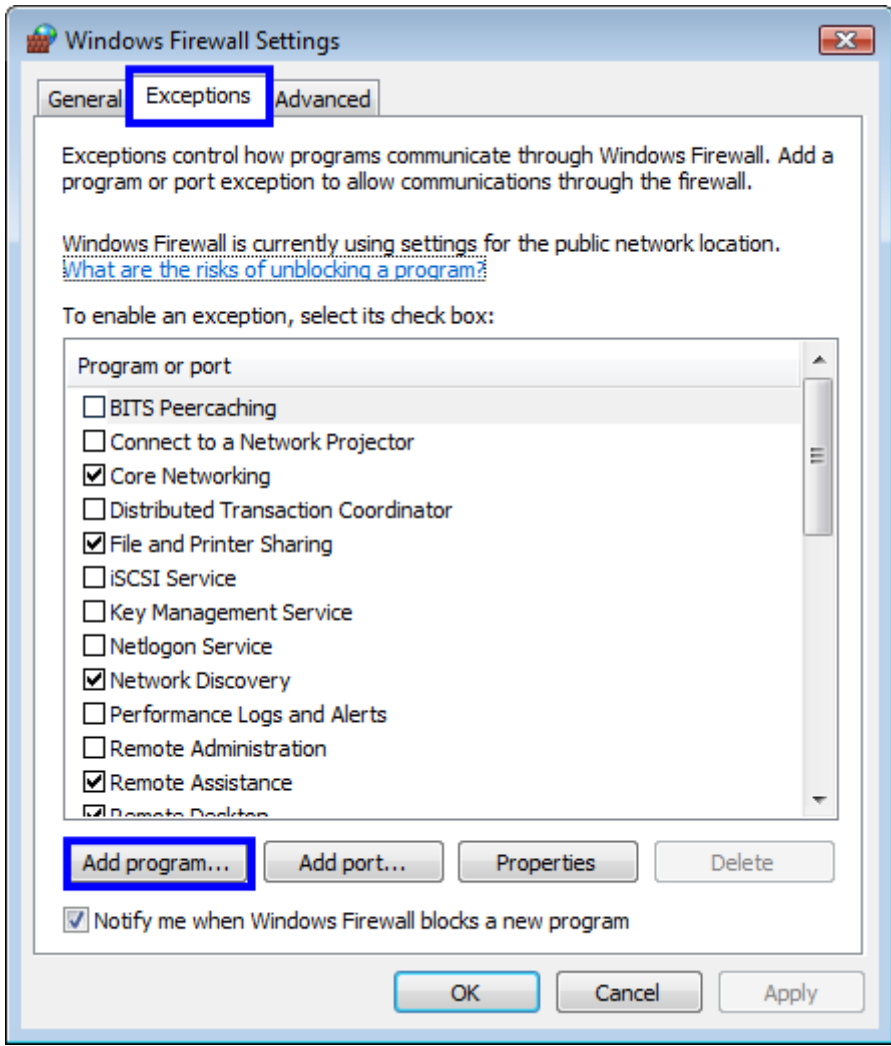 Windows Firewall Settings
General Exceptions Advanced
Exceptions control how programs communicate through Windows Firewall. Add a
program or port exception to allow communications through the firewall.
Windows Firewall is currently using settings for the public network location.
What are the risks of unblocking a program?
To enable an exception, select its check box:
Program or port
BITS Peercaching
Connect to a Network Projector
Core Networking
Distributed Transaction Coordinator
File and Printer Sharing
iSCSI Service
Key Management Service
Netlogon Service
Network Discovery
Performance Logs and Alerts
Remote Administration
Remote Assistance
Remote Desktop
Add program... Add port... Properties Delete
Notify me when Windows Firewall blocks a new program
OK Cancel Apply